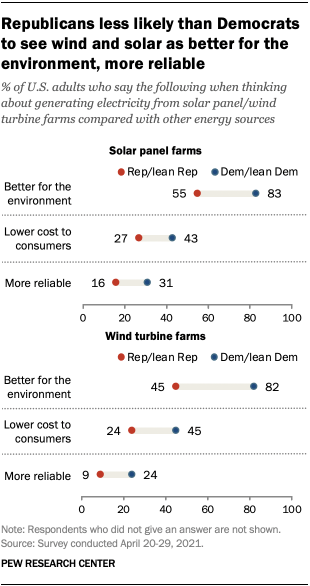 Republicans less likely than Democrats
to see wind and solar as better for the
environment, more reliable
% of U.S. adults who say the following when thinking
about generating electricity from solar panel/wind
turbine farms compared with other energy sources
Solar panel farms
Rep/lean Rep Dem/lean Dem
Better for the
environment
55 83
Lower cost to
consumers
27 43
More reliable 16 31
0 20 40 60 80 100
Wind turbine farms
Rep/lean Rep Dem/lean Dem
Better for the
environment
45 82
Lower cost to
consumers
24 45
More reliable 9 24
0 20 40 60 80 100
Note: Respondents who did not give an answer are not shown.
Source: Survey conducted April 20-29, 2021.
PEW RESEARCH CENTER